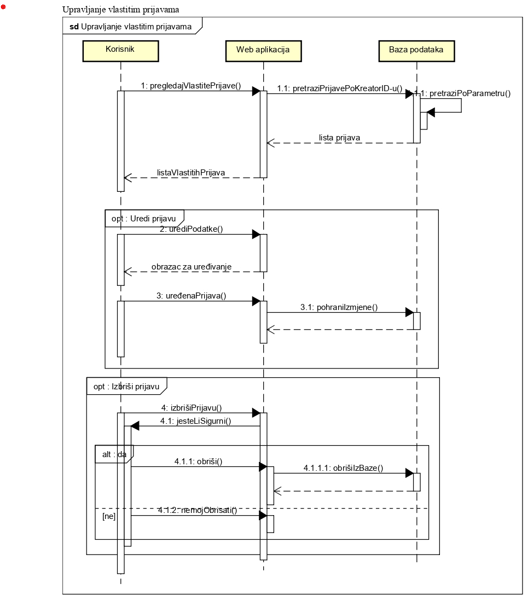 Upravljanje vlastitim prijavama
sd Upravljanje vlastitim prijavama
Korisnik
Web aplikacija
Baza podataka
1: pregledajVlastitePrijave()
1.1: pretraziPrijavePoKreatorID-u()
1: pretraziPoParametru()
lista prijava
listaVlastitihPrijava
opt : Uredi prijavu
2: urediPodatke()
obrazac za uređivanje
3: uređenaPrijava()
3.1: pohraniIzmjene()
opt : Izbriši prijavu
4: izbrišiPrijavu()
4.1: jesteLiSigurni()
alt : da
4.1.1: obriši()
4.1.1.1: obrišiIzBaze()
[ne]
4.1.2: nemojObrisati()